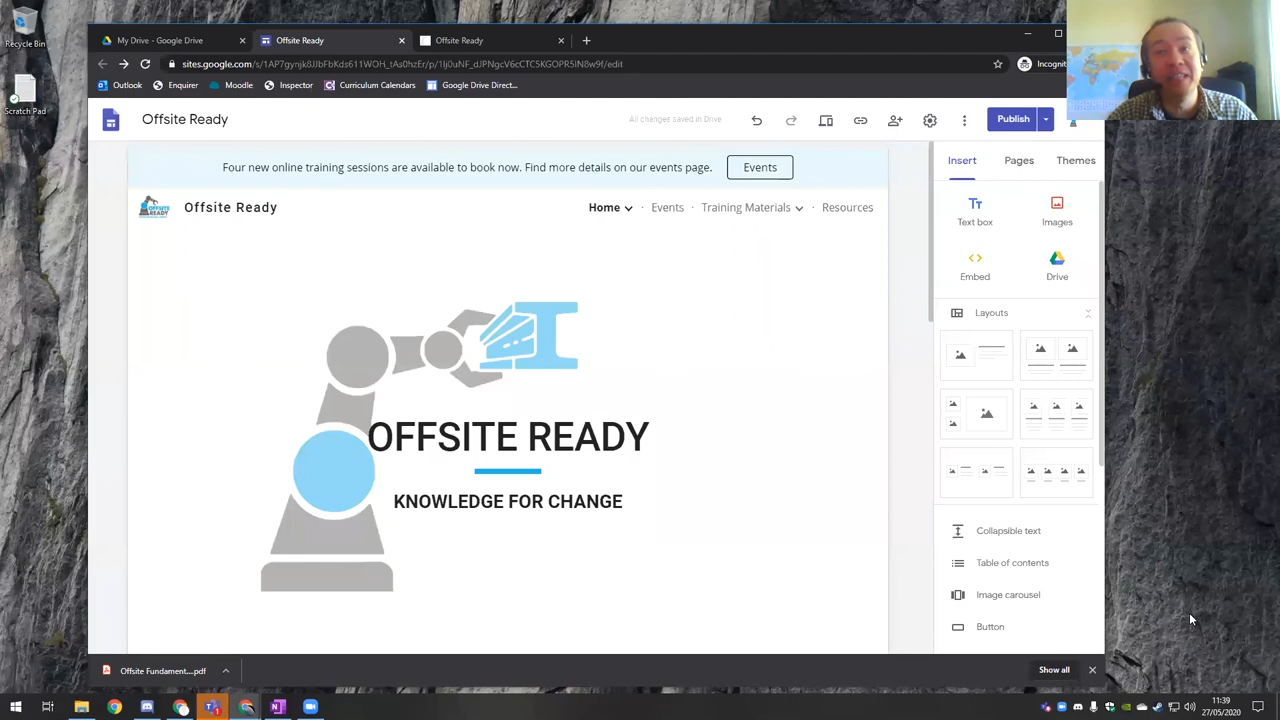 Recycle Bin
Scratch Pad
My Drive - Google Drive
Offsite Ready
Offsite Ready
Incognit
Outlook
Enquirer
Moodle
Inspector
Curriculum Calendars
Google Drive Direct...
Offsite Ready
All changes saved in Drive
Publish
Four new online training sessions are available to book now. Find more details on our events page.
Events
Offsite Ready
Home
Events
Training Materials
Resources
OFFSITE READY
KNOWLEDGE FOR CHANGE
Insert
Pages
Themes
Text box
Images
Embed
Drive
Layouts
Collapsible text
Table of contents
Image carousel
Button
Offsite Fundament....pdf
Show all
11:39
27/05/2020